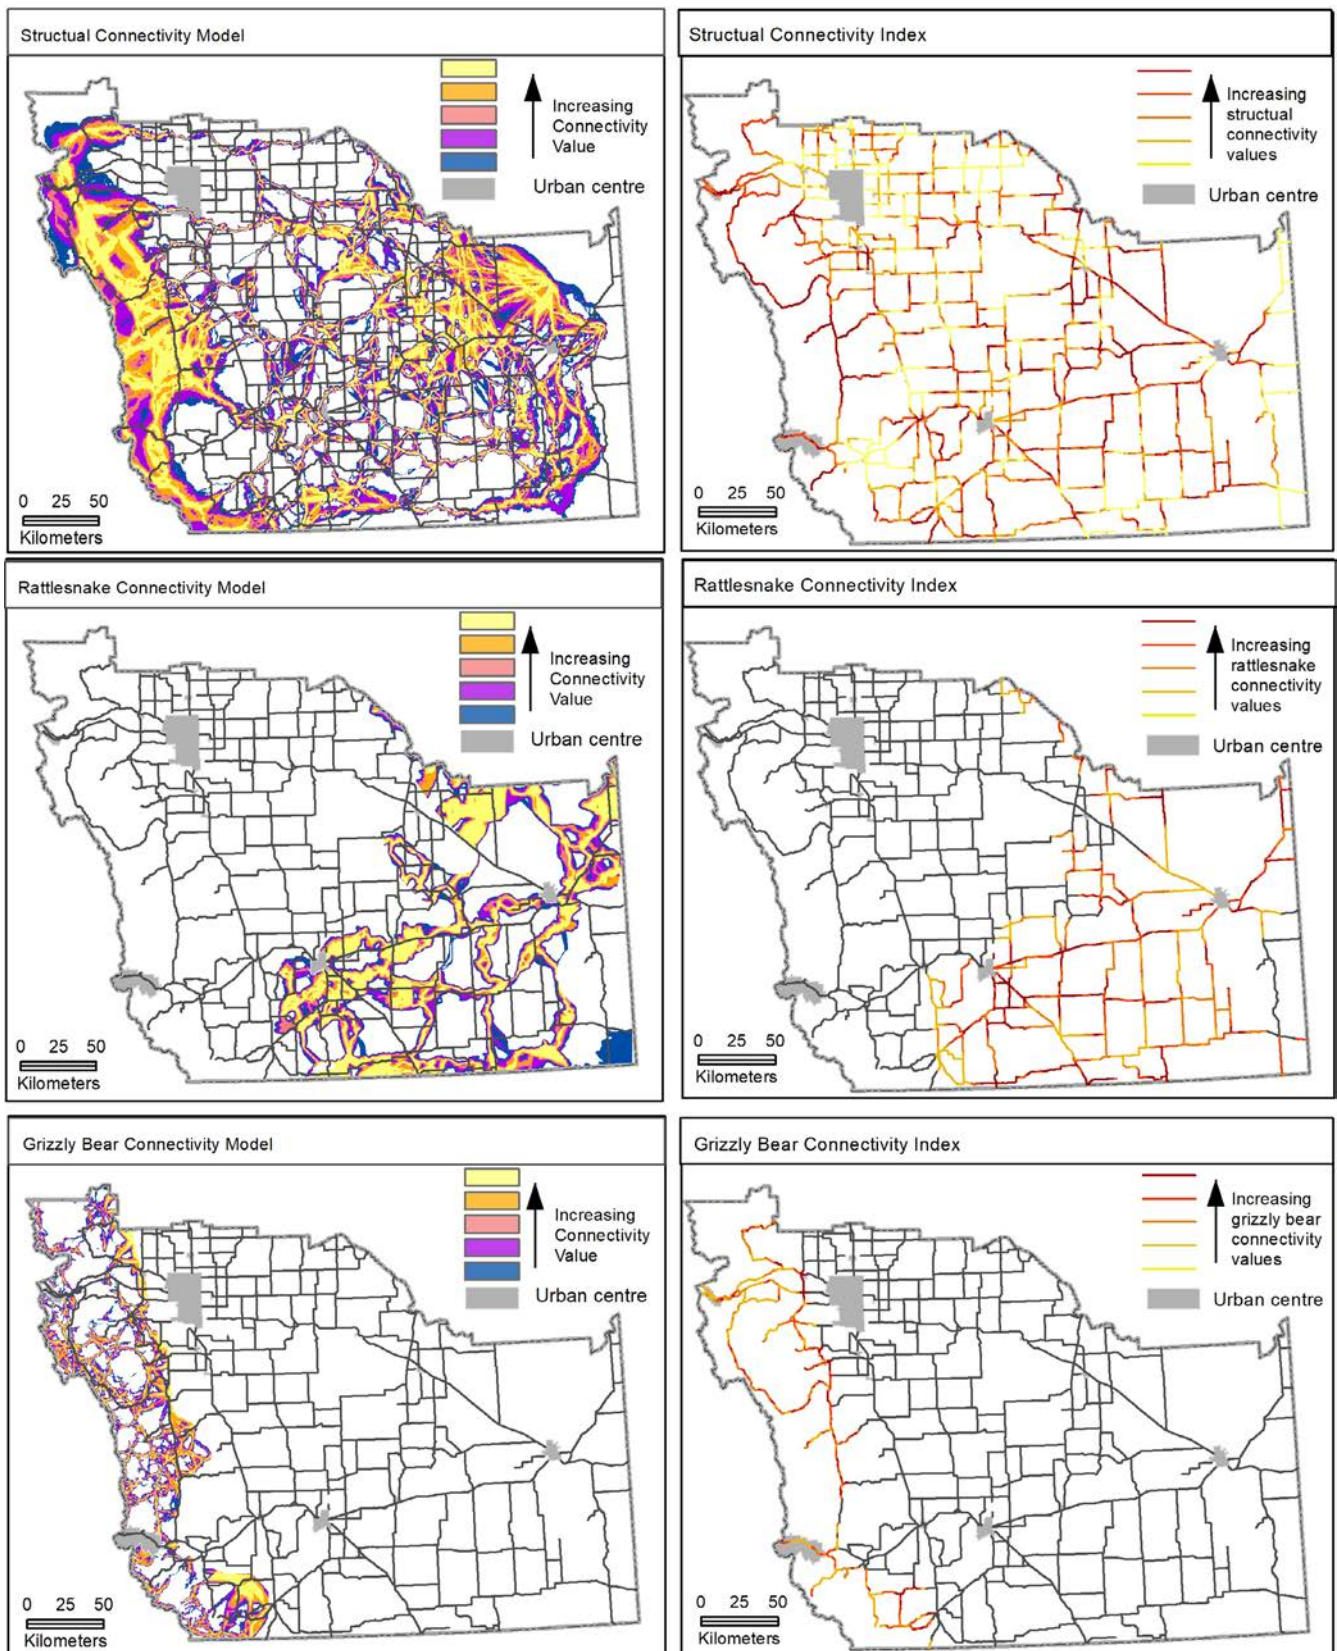 Structual Connectivity Model
Increasing
Connectivity
Value
Urban centre
0 25 50
Kilometers
Structual Connectivity Index
Increasing
structual
connectivity
values
Urban centre
0 25 50
Kilometers
Rattlesnake Connectivity Model
Increasing
Connectivity
Value
Urban centre
0 25 50
Kilometers
Rattlesnake Connectivity Index
Increasing
rattlesnake
connectivity
values
Urban centre
0 25 50
Kilometers
Grizzly Bear Connectivity Model
Increasing
Connectivity
Value
Urban centre
0 25 50
Kilometers
Grizzly Bear Connectivity Index
Increasing
grizzly bear
connectivity
values
Urban centre
0 25 50
Kilometers